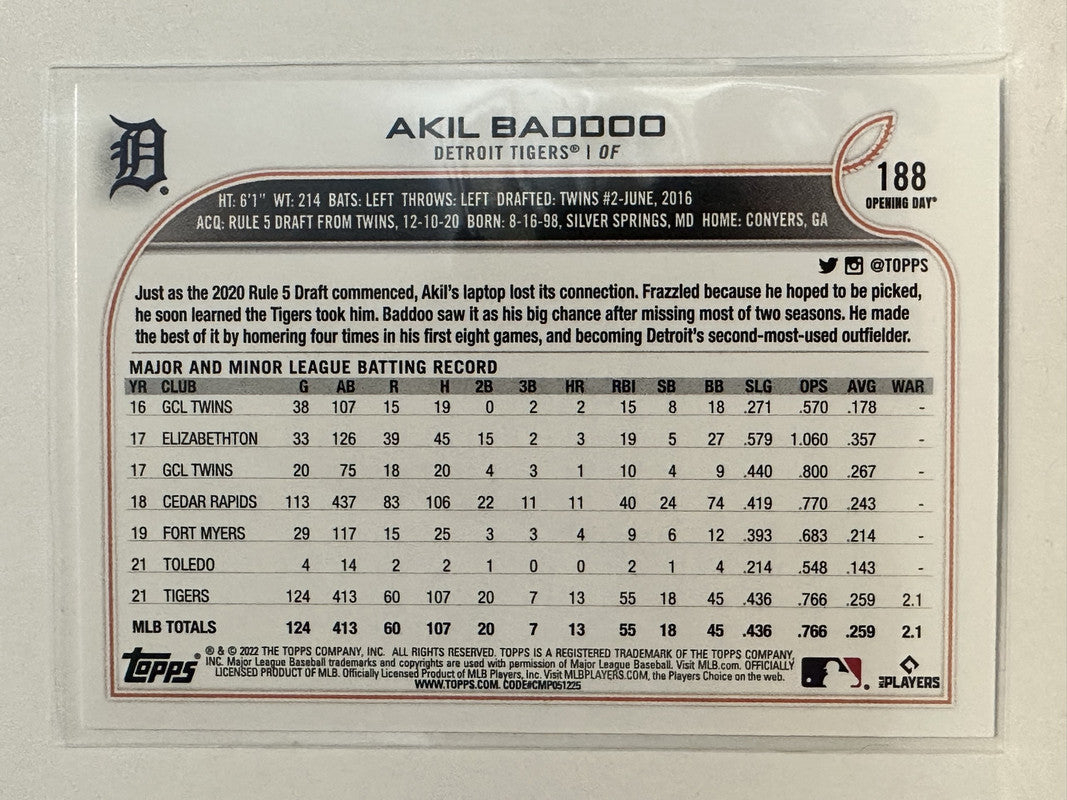 D
AKIL BADDOO
DETROIT TIGERS® | OF
188
OPENING DAY®
HT: 6'1" WT: 214 BATS: LEFT THROWS: LEFT DRAFTED: TWINS #2-JUNE, 2016
ACQ: RULE 5 DRAFT FROM TWINS, 12-10-20 BORN: 8-16-98, SILVER SPRINGS, MD HOME: CONYERS, GA
@TOPPS
Just as the 2020 Rule 5 Draft commenced, Akil's laptop lost its connection. Frazzled because he hoped to be picked,
he soon learned the Tigers took him. Baddoo saw it as his big chance after missing most of two seasons. He made
the best of it by homering four times in his first eight games, and becoming Detroit's second-most-used outfielder.
MAJOR AND MINOR LEAGUE BATTING RECORD
YR CLUB G AB R H 2B 3B HR RBI SB BB SLG OPS AVG WAR
16 GCL TWINS 38 107 15 19 0 2 2 15 8 18 .271 .570 .178 -
17 ELIZABETHTON 33 126 39 45 15 2 3 19 5 27 .579 1.060 .357 -
17 GCL TWINS 20 75 18 20 4 3 1 10 4 9 .440 .800 .267 -
18 CEDAR RAPIDS 113 437 83 106 22 11 11 40 24 74 .419 .770 .243 -
19 FORT MYERS 29 117 15 25 3 3 4 9 6 12 .393 .683 .214 -
21 TOLEDO 4 14 2 2 1 0 0 2 1 4 .214 .548 .143 -
21 TIGERS 124 413 60 107 20 7 13 55 18 45 .436 .766 .259 2.1
MLB TOTALS 124 413 60 107 20 7 13 55 18 45 .436 .766 .259 2.1
topps®
® & © 2022 THE TOPPS COMPANY, INC. ALL RIGHTS RESERVED. TOPPS IS A REGISTERED TRADEMARK OF THE TOPPS COMPANY,
INC. Major League Baseball trademarks and copyrights are used with permission of Major League Baseball. Visit MLB.com. OFFICIALLY
LICENSED PRODUCT OF MLB. Officially Licensed Product of MLB Players, Inc. Visit MLBPLAYERS.COM, the Players Choice on the web.
WWW.TOPPS.COM. CODE#CMP051225
MLB PLAYERS